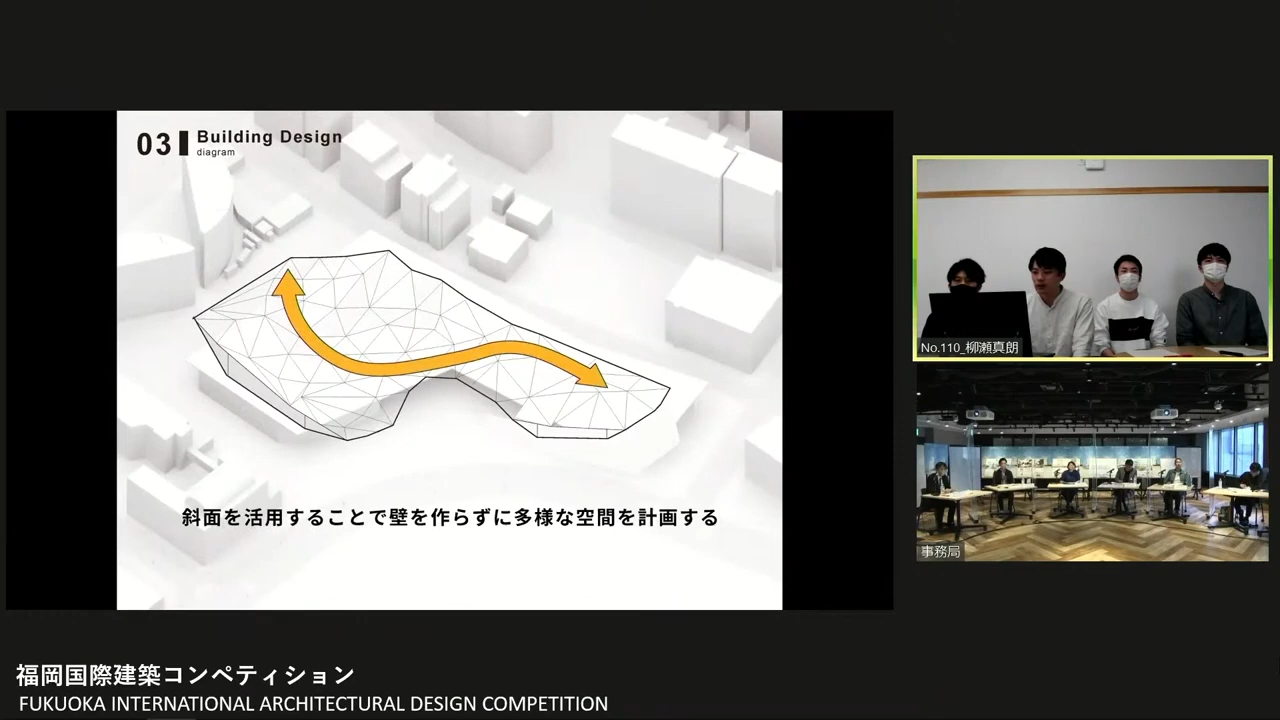 03
Building Design
diagram
斜面を活用することで壁を作らずに多様な空間を計画する
No.110_柳瀬真朗
事務局
福岡国際建築コンペティション
FUKUOKA INTERNATIONAL ARCHITECTURAL DESIGN COMPETITION